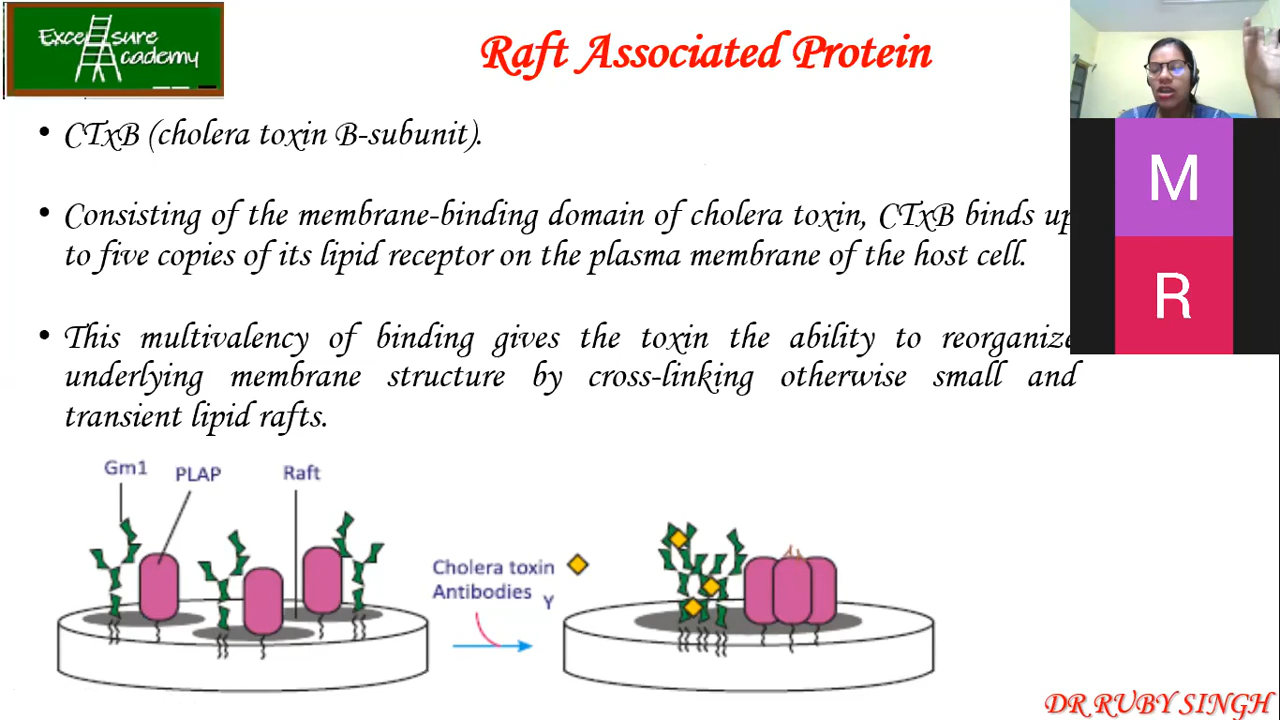 Excel sure
Academy
Raft Associated Protein
M
R
• CTxB (cholera toxin B-subunit).
• Consisting of the membrane-binding domain of cholera toxin, CTxB binds up
to five copies of its lipid receptor on the plasma membrane of the host cell.
• This multivalency of binding gives the toxin the ability to reorganize
underlying membrane structure by cross-linking otherwise small and
transient lipid rafts.
Gm1 PLAP Raft
Cholera toxin
Antibodies Y
DR RUBY SINGH